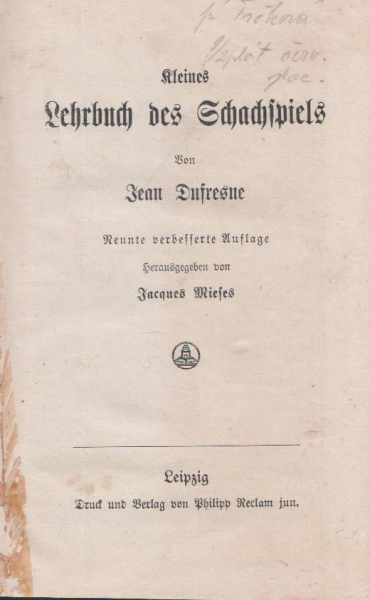 Kleines
Lehrbuch des Schachspiels
Von
Jean Dufresne
Neunte verbesserte Auflage
Herausgegeben von
Jacques Mieses
Leipzig
Druck und Verlag von Philipp Reclam jun.